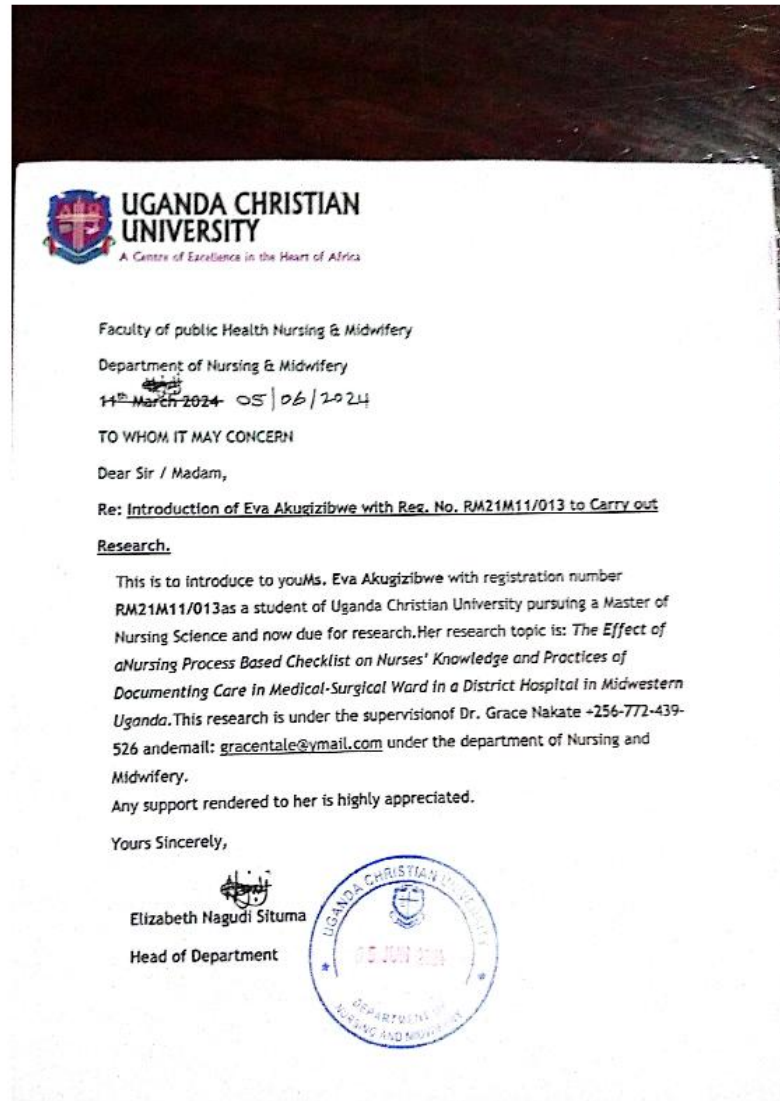 UGANDA CHRISTIAN
UNIVERSITY
A Centre of Excellence in the Heart of Africa
Faculty of public Health Nursing & Midwifery
Department of Nursing & Midwifery
11th March 2024 05/06/2024
TO WHOM IT MAY CONCERN
Dear Sir / Madam,
Re: Introduction of Eva Akugizibwe with Reg. No. RM21M11/013 to Carry out
Research.
This is to introduce to youMs. Eva Akugizibwe with registration number
RM21M11/013as a student of Uganda Christian University pursuing a Master of
Nursing Science and now due for research.Her research topic is: The Effect of
aNursing Process Based Checklist on Nurses' Knowledge and Practices of
Documenting Care in Medical-Surgical Ward in a District Hospital in Midwestern
Uganda.This research is under the supervisionof Dr. Grace Nakate +256-772-439-
526 andemail: gracentale@ymail.com under the department of Nursing and
Midwifery.
Any support rendered to her is highly appreciated.
Yours Sincerely,
Elizabeth Nagudi Situma
Head of Department
UGANDA CHRISTIAN UNIVERSITY
05 JUN 2024
DEPARTMENT OF
NURSING AND MIDWIFERY